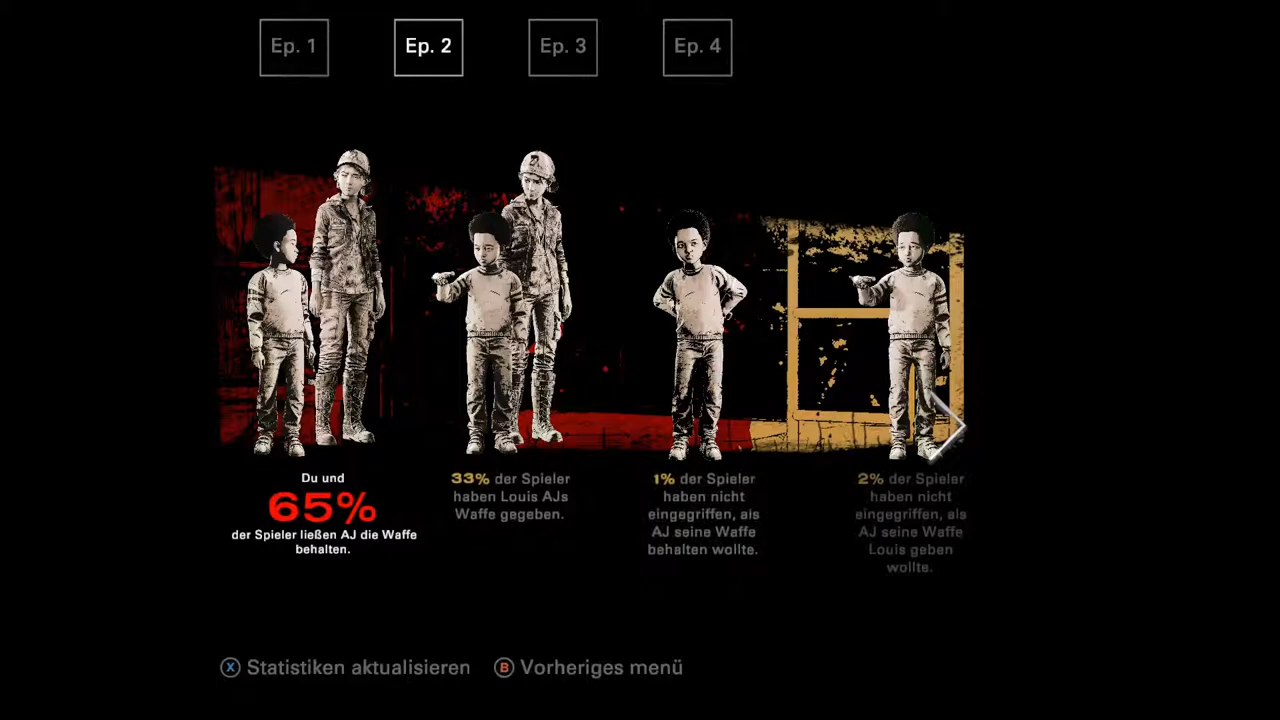 Ep. 1
Ep. 2
Ep. 3
Ep. 4
Du und
65%
der Spieler ließen AJ die Waffe
behalten.
33% der Spieler
haben Louis AJs
Waffe gegeben.
1% der Spieler
haben nicht
eingegriffen, als
AJ seine Waffe
behalten wollte.
2% der Spieler
haben nicht
eingegriffen, als
AJ seine Waffe
Louis geben
wollte.
X Statistiken aktualisieren
B Vorheriges menü